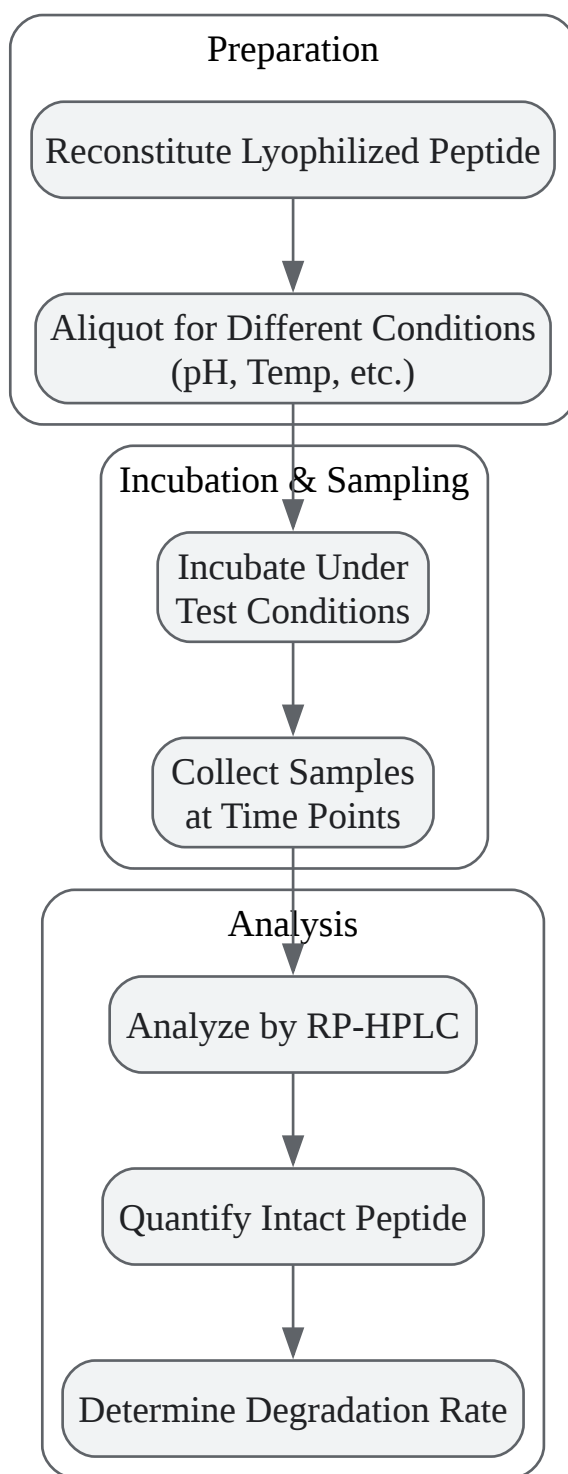 Preparation
Reconstitute Lyophilized Peptide
Aliquot for Different Conditions
(pH, Temp, etc.)
Incubation & Sampling
Incubate Under
Test Conditions
Collect Samples
at Time Points
Analysis
Analyze by RP-HPLC
Quantify Intact Peptide
Determine Degradation Rate